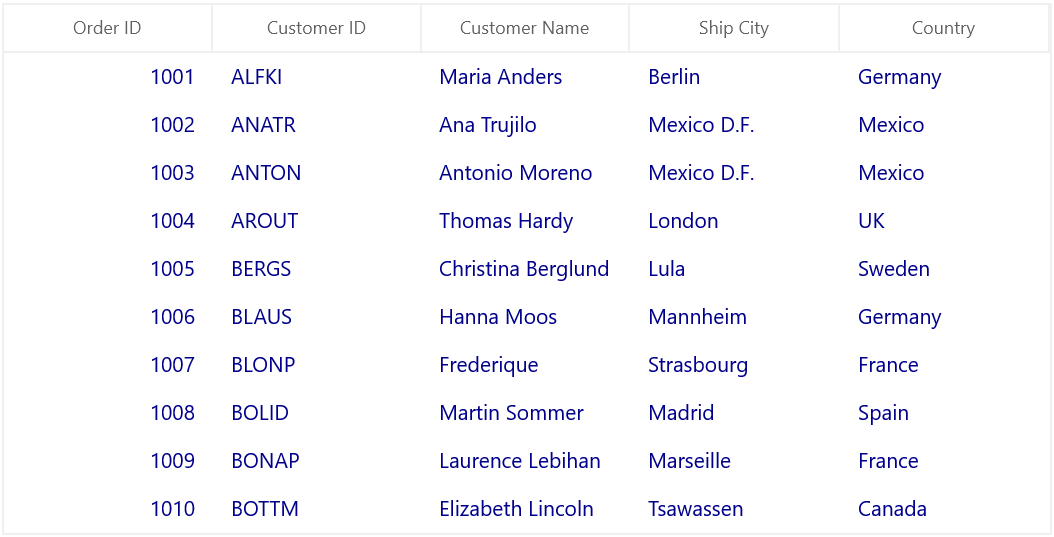 Order ID Customer ID Customer Name Ship City Country
1001 ALFKI Maria Anders Berlin Germany
1002 ANATR Ana Trujilo Mexico D.F. Mexico
1003 ANTON Antonio Moreno Mexico D.F. Mexico
1004 AROUT Thomas Hardy London UK
1005 BERGS Christina Berglund Lula Sweden
1006 BLAUS Hanna Moos Mannheim Germany
1007 BLONP Frederique Strasbourg France
1008 BOLID Martin Sommer Madrid Spain
1009 BONAP Laurence Lebihan Marseille France
1010 BOTTM Elizabeth Lincoln Tsawassen Canada